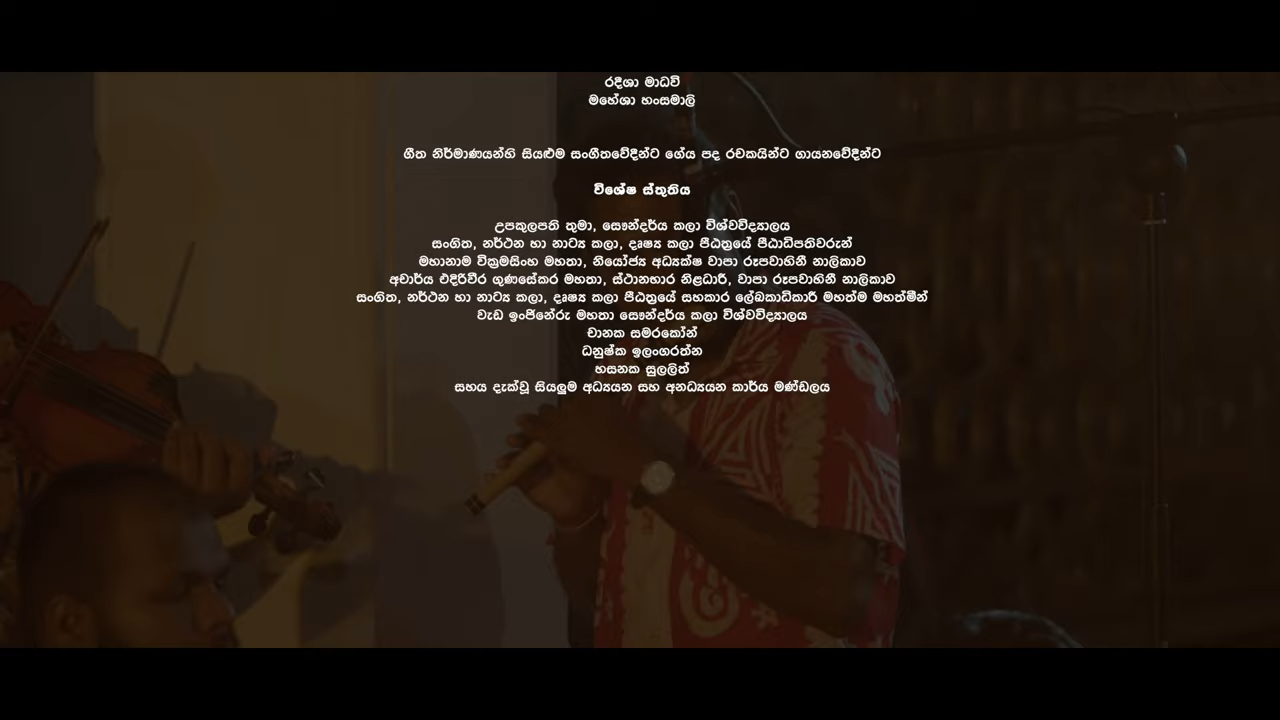 රදීශා මාධවි
මහේශා හංසමාලි
ගීත නිර්මාණයන්හි සියළුම සංගීතවේදීන්ට ගේය පද රචකයින්ට ගායනවේදීන්ට
විශේෂ ස්තූතිය
උපකුලපති තුමා, සෞන්දර්ය කලා විශ්වවිද්‍යාලය
සංගීත, නර්ථන හා නාට්‍ය කලා, දෘෂ්‍ය කලා පීඨත්‍රයේ පීඨාධිපතිවරුන්
මහානාම වික්‍රමසිංහ මහතා, නියෝජ්‍ය අධ්‍යක්ෂ වාපා රූපවාහිනී නාලිකාව
අචාර්ය එදිරිවීර ගුණසේකර මහතා, ස්ථානභාර නිළධාරී, වාපා රූපවාහිනී නාලිකාව
සංගීත, නර්ථන හා නාට්‍ය කලා, දෘෂ්‍ය කලා පීඨත්‍රයේ සහකාර ලේඛකාධිකාරී මහත්ම මහත්මීන්
වැඩ ඉංජිනේරු මහතා සෞන්දර්ය කලා විශ්වවිද්‍යාලය
චානක සමරකෝන්
ධනුෂ්ක ඉලංගරත්න
හසනක සුලලිත්
සහය දැක්වූ සියලුම අධ්‍යයන සහ අනධ්‍යයන කාර්ය මණ්ඩලය